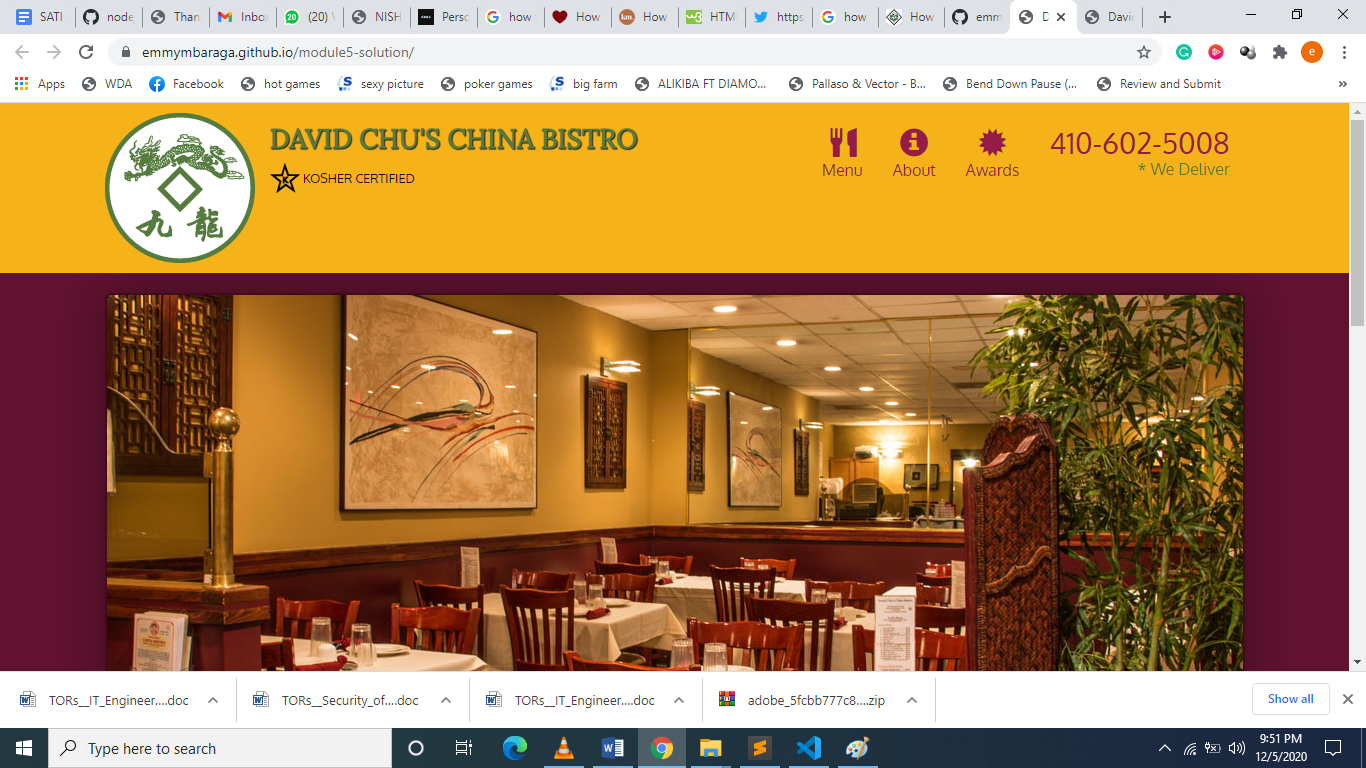 SATI
node
Than
Inbo
(20) \
NISH
Perso
how
How
How
HTM
https
how
How
emm
D
David
emmymbaraga.github.io/module5-solution/
e
Apps
WDA
Facebook
hot games
sexy picture
poker games
big farm
ALIKIBA FT DIAMO...
Pallaso & Vector - B...
Bend Down Pause (...
Review and Submit
»
九龍
DAVID CHU'S CHINA BISTRO
KOSHER CERTIFIED
Menu
About
Awards
410-602-5008
* We Deliver
TORs__IT_Engineer....doc
TORs__Security_of....doc
TORs__IT_Engineer....doc
adobe_5fcbb777c8....zip
Show all
Type here to search
9:51 PM
12/5/2020